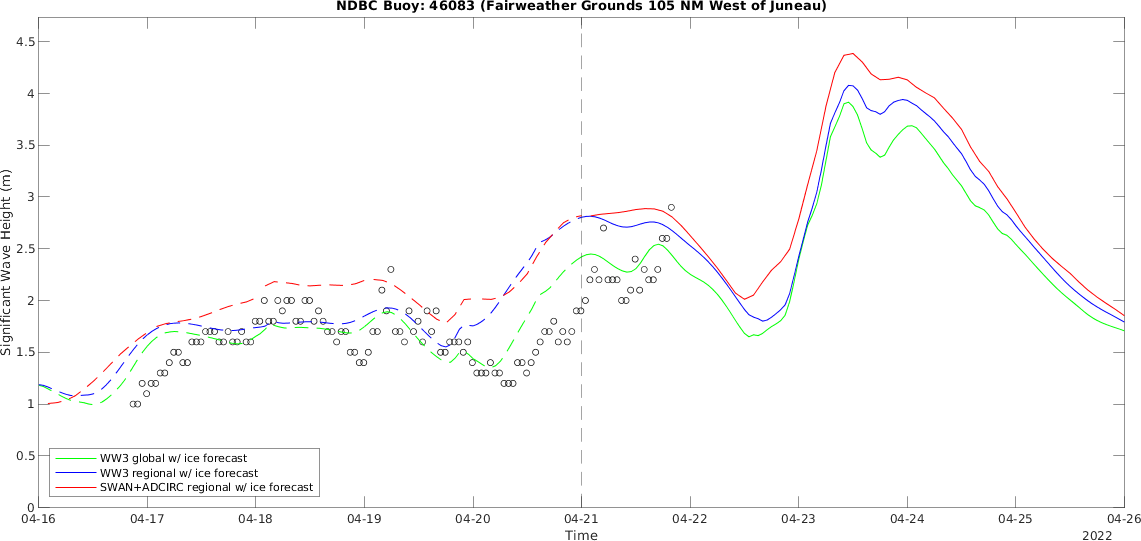 NDBC Buoy: 46083 (Fairweather Grounds 105 NM West of Juneau)
Significant Wave Height (m)
4.5
4
3.5
3
2.5
2
1.5
1
0.5
0
WW3 global w/ ice forecast
WW3 regional w/ ice forecast
SWAN+ADCIRC regional w/ ice forecast
04-16 04-17 04-18 04-19 04-20 04-21 04-22 04-23 04-24 04-25 04-26
Time
2022